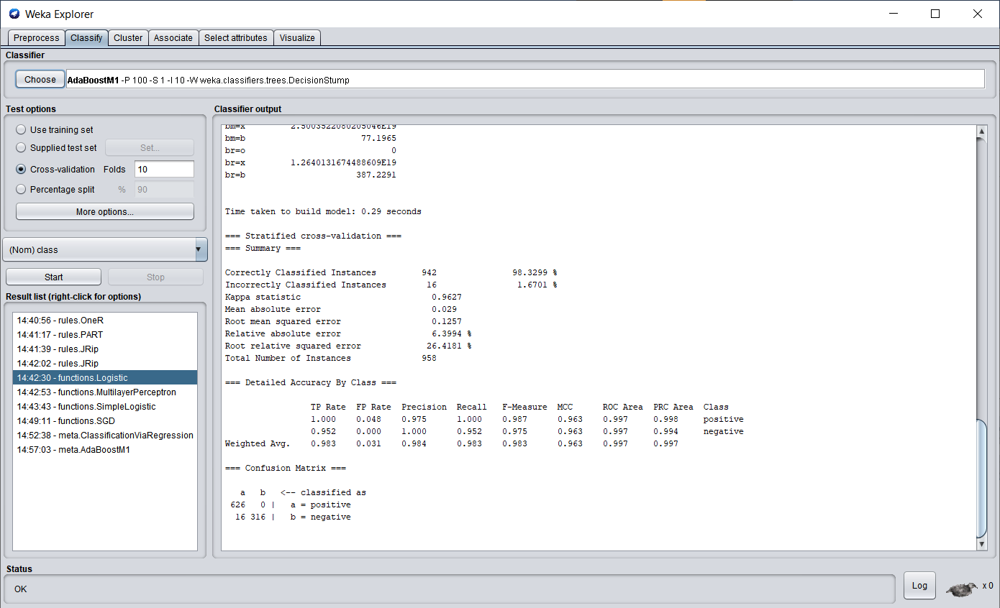 Weka Explorer
Preprocess Classify Cluster Associate Select attributes Visualize
Classifier
Choose AdaBoostM1 -P 100 -S 1 -I 10 -W weka.classifiers.trees.DecisionStump
Test options
Use training set
Supplied test set Set...
Cross-validation Folds 10
Percentage split % 90
More options...
(Nom) class
Start Stop
Result list (right-click for options)
14:40:56 - rules.OneR
14:41:17 - rules.PART
14:41:39 - rules.JRip
14:42:02 - rules.JRip
14:42:30 - functions.Logistic
14:42:53 - functions.MultilayerPerceptron
14:43:43 - functions.SimpleLogistic
14:49:11 - functions.SGD
14:52:38 - meta.ClassificationViaRegression
14:57:03 - meta.AdaBoostM1
Classifier output
bm=x 2.5003522080205046E19
bm=b 77.1965
br=o 0
br=x 1.2640131674488609E19
br=b 387.2291
Time taken to build model: 0.29 seconds
=== Stratified cross-validation ===
=== Summary ===
Correctly Classified Instances 942 98.3299 %
Incorrectly Classified Instances 16 1.6701 %
Kappa statistic 0.9627
Mean absolute error 0.029
Root mean squared error 0.1257
Relative absolute error 6.3994 %
Root relative squared error 26.4181 %
Total Number of Instances 958
=== Detailed Accuracy By Class ===
TP Rate FP Rate Precision Recall F-Measure MCC ROC Area PRC Area Class
1.000 0.048 0.975 1.000 0.987 0.963 0.997 0.998 positive
0.952 0.000 1.000 0.952 0.975 0.963 0.997 0.994 negative
Weighted Avg. 0.983 0.031 0.984 0.983 0.983 0.963 0.997 0.997
=== Confusion Matrix ===
a b <-- classified as
626 0 | a = positive
16 316 | b = negative
Status
OK
Log x 0